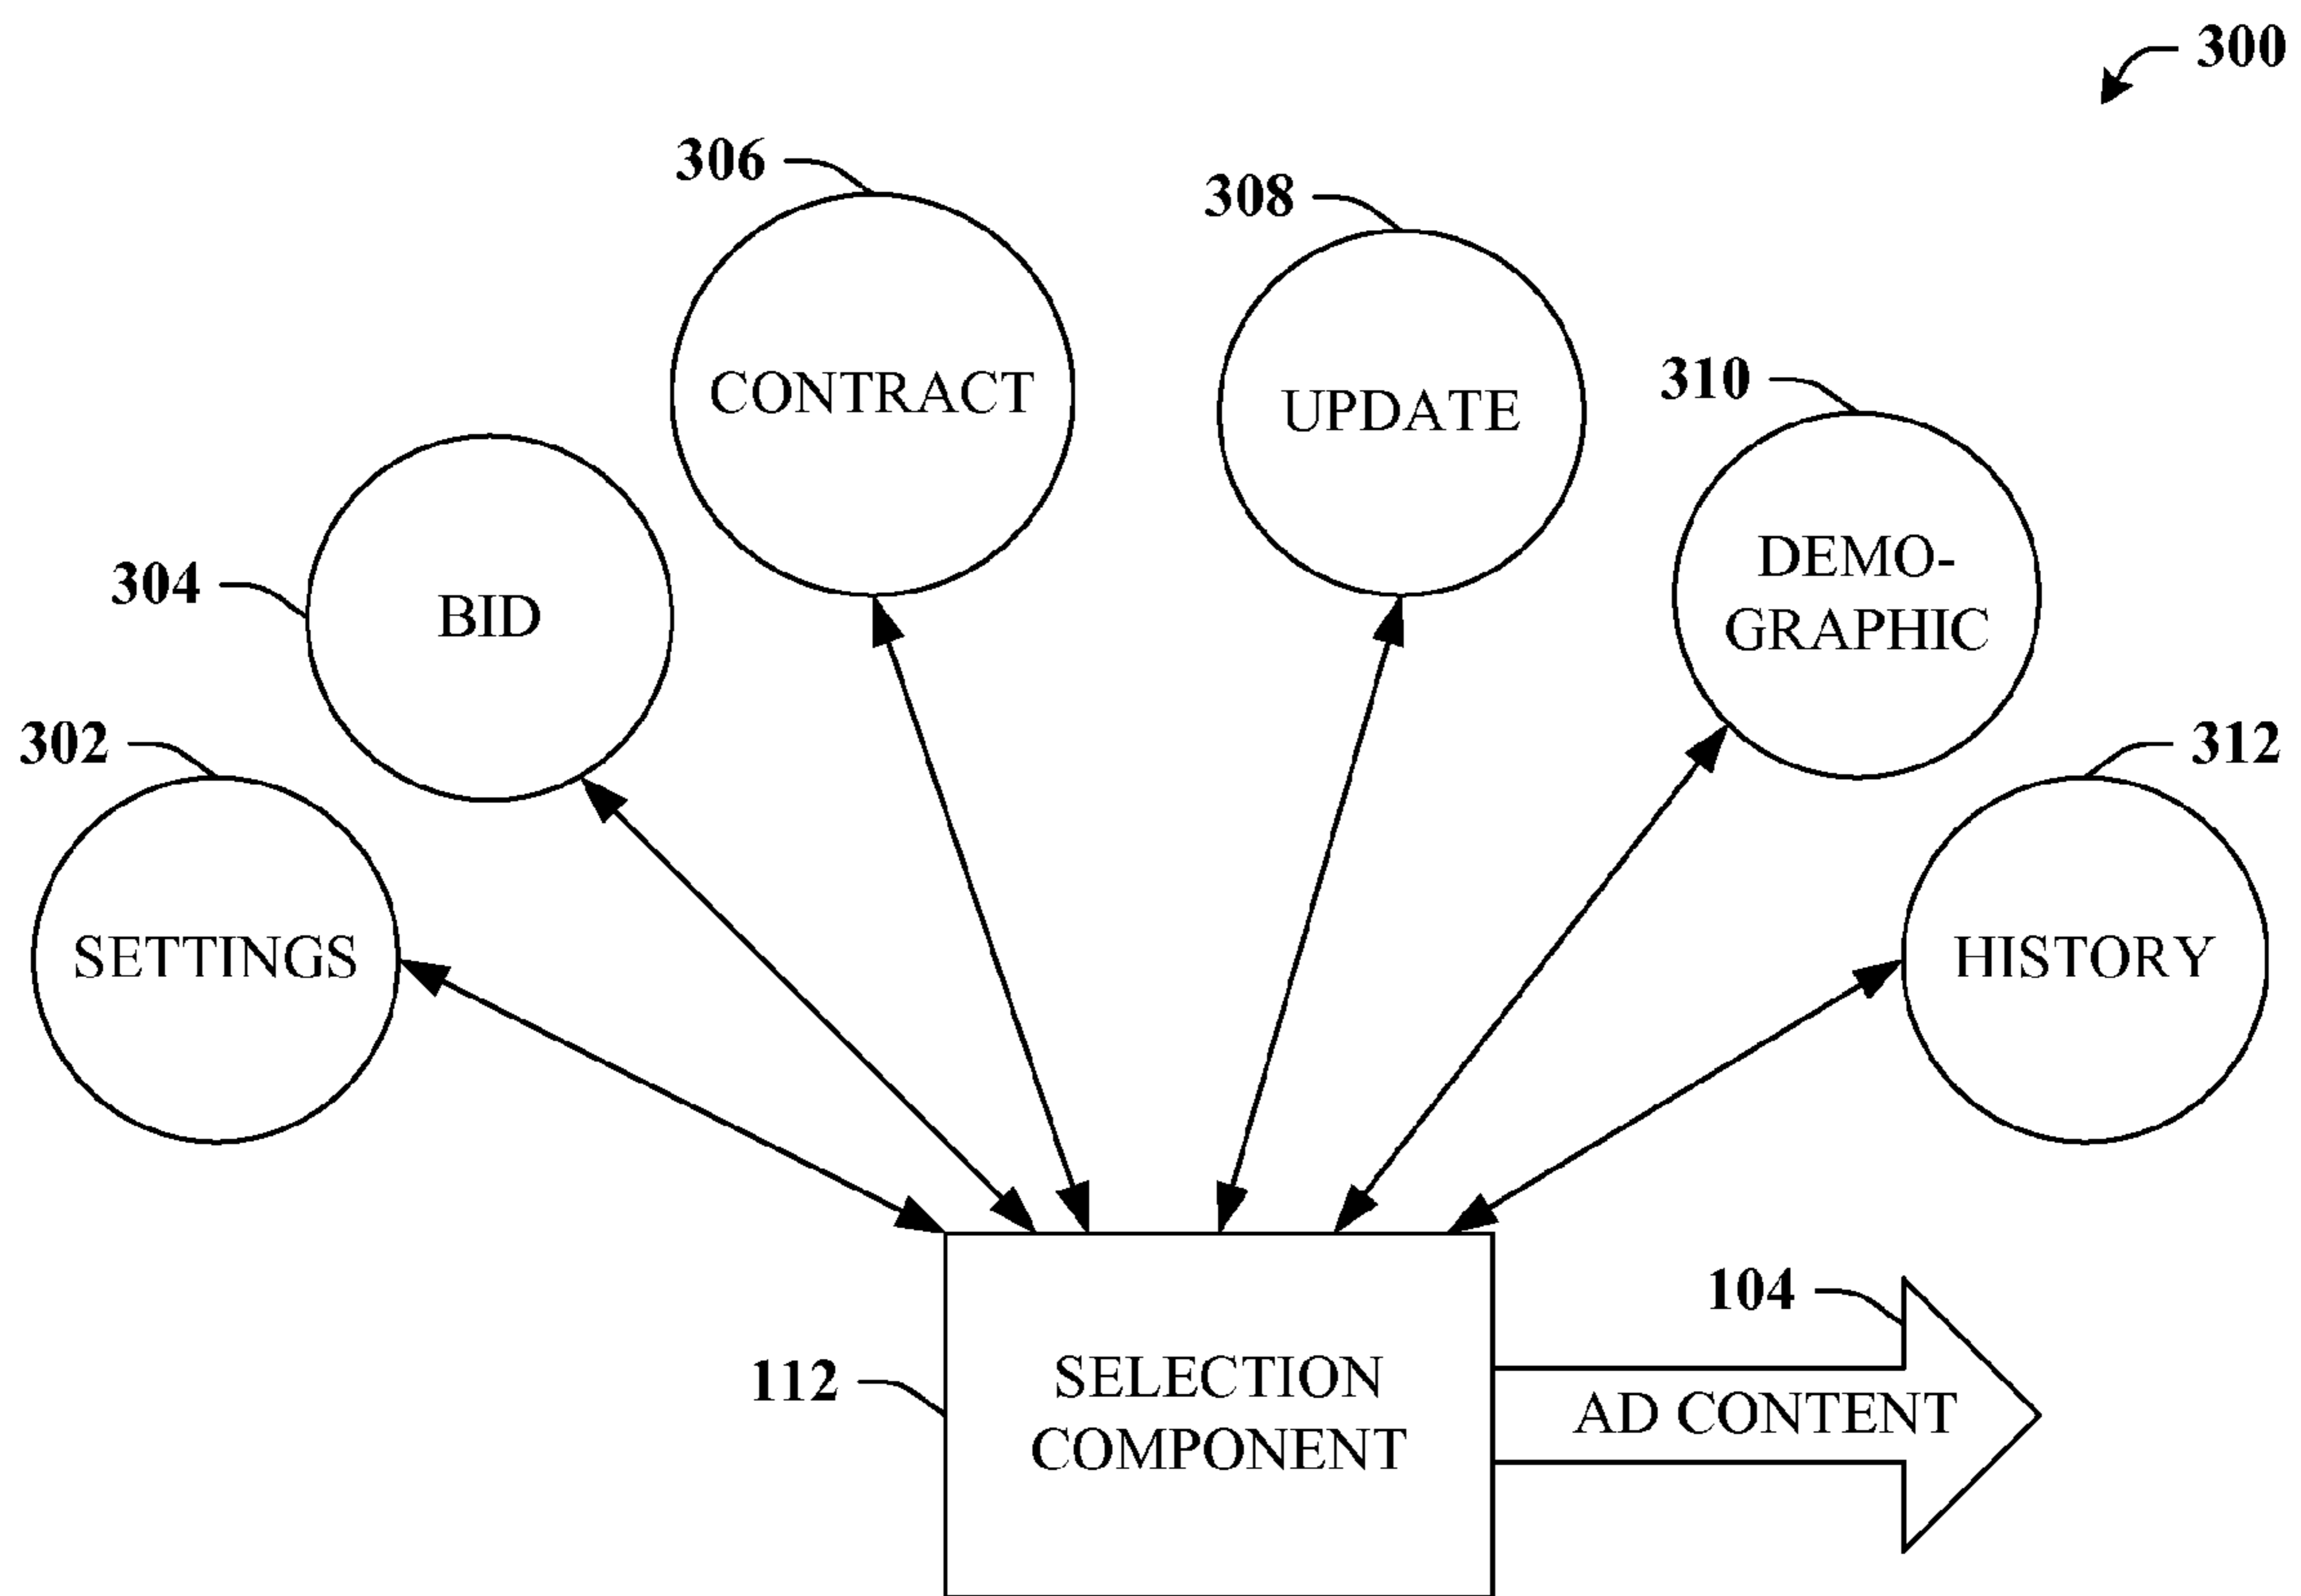 300
306
308
CONTRACT
UPDATE
310
304
BID
DEMO-
GRAPHIC
302
312
SETTINGS
HISTORY
104
112
SELECTION
COMPONENT
AD CONTENT